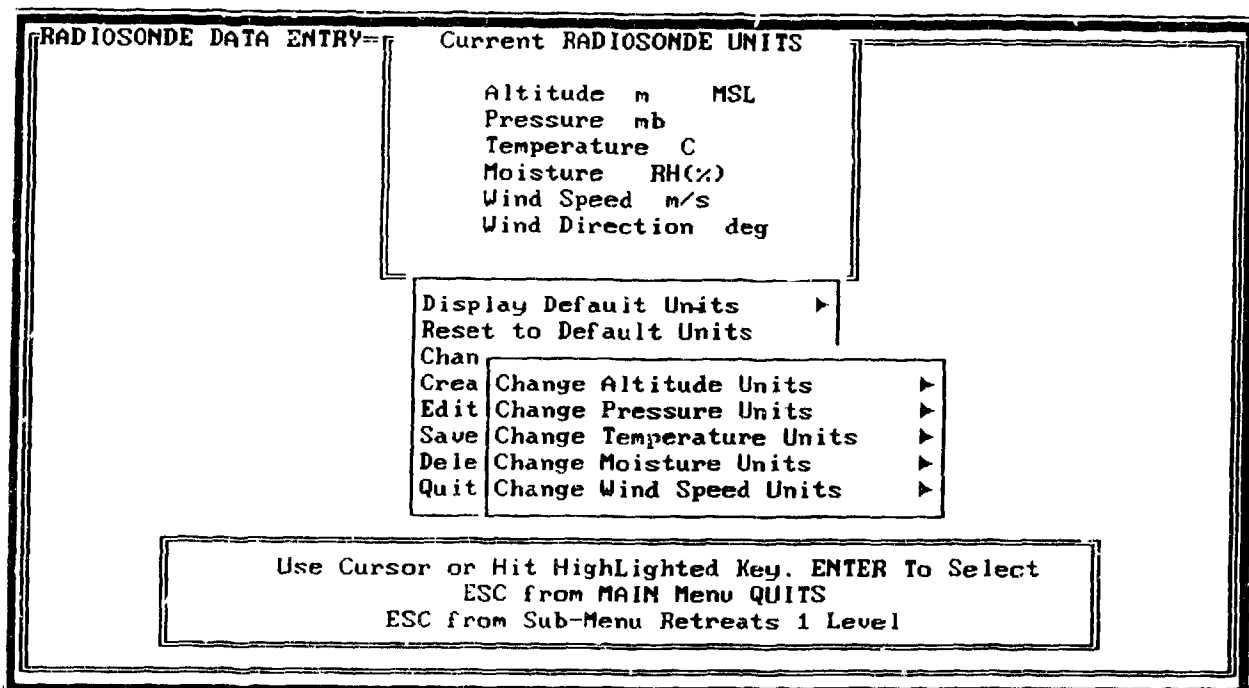 RADIOSONDE DATA ENTRY
Current RADIOSONDE UNITS
Altitude m MSL
Pressure mb
Temperature C
Moisture RH(%)
Wind Speed m/s
Wind Direction deg
Display Default Units ►
Reset to Default Units
Chan
Crea
Edit
Save
Dele
Quit
Change Altitude Units ►
Change Pressure Units ►
Change Temperature Units ►
Change Moisture Units ►
Change Wind Speed Units ►
Use Cursor or Hit HighLighted Key. ENTER To Select
ESC from MAIN Menu QUITS
ESC from Sub-Menu Retreats 1 Level